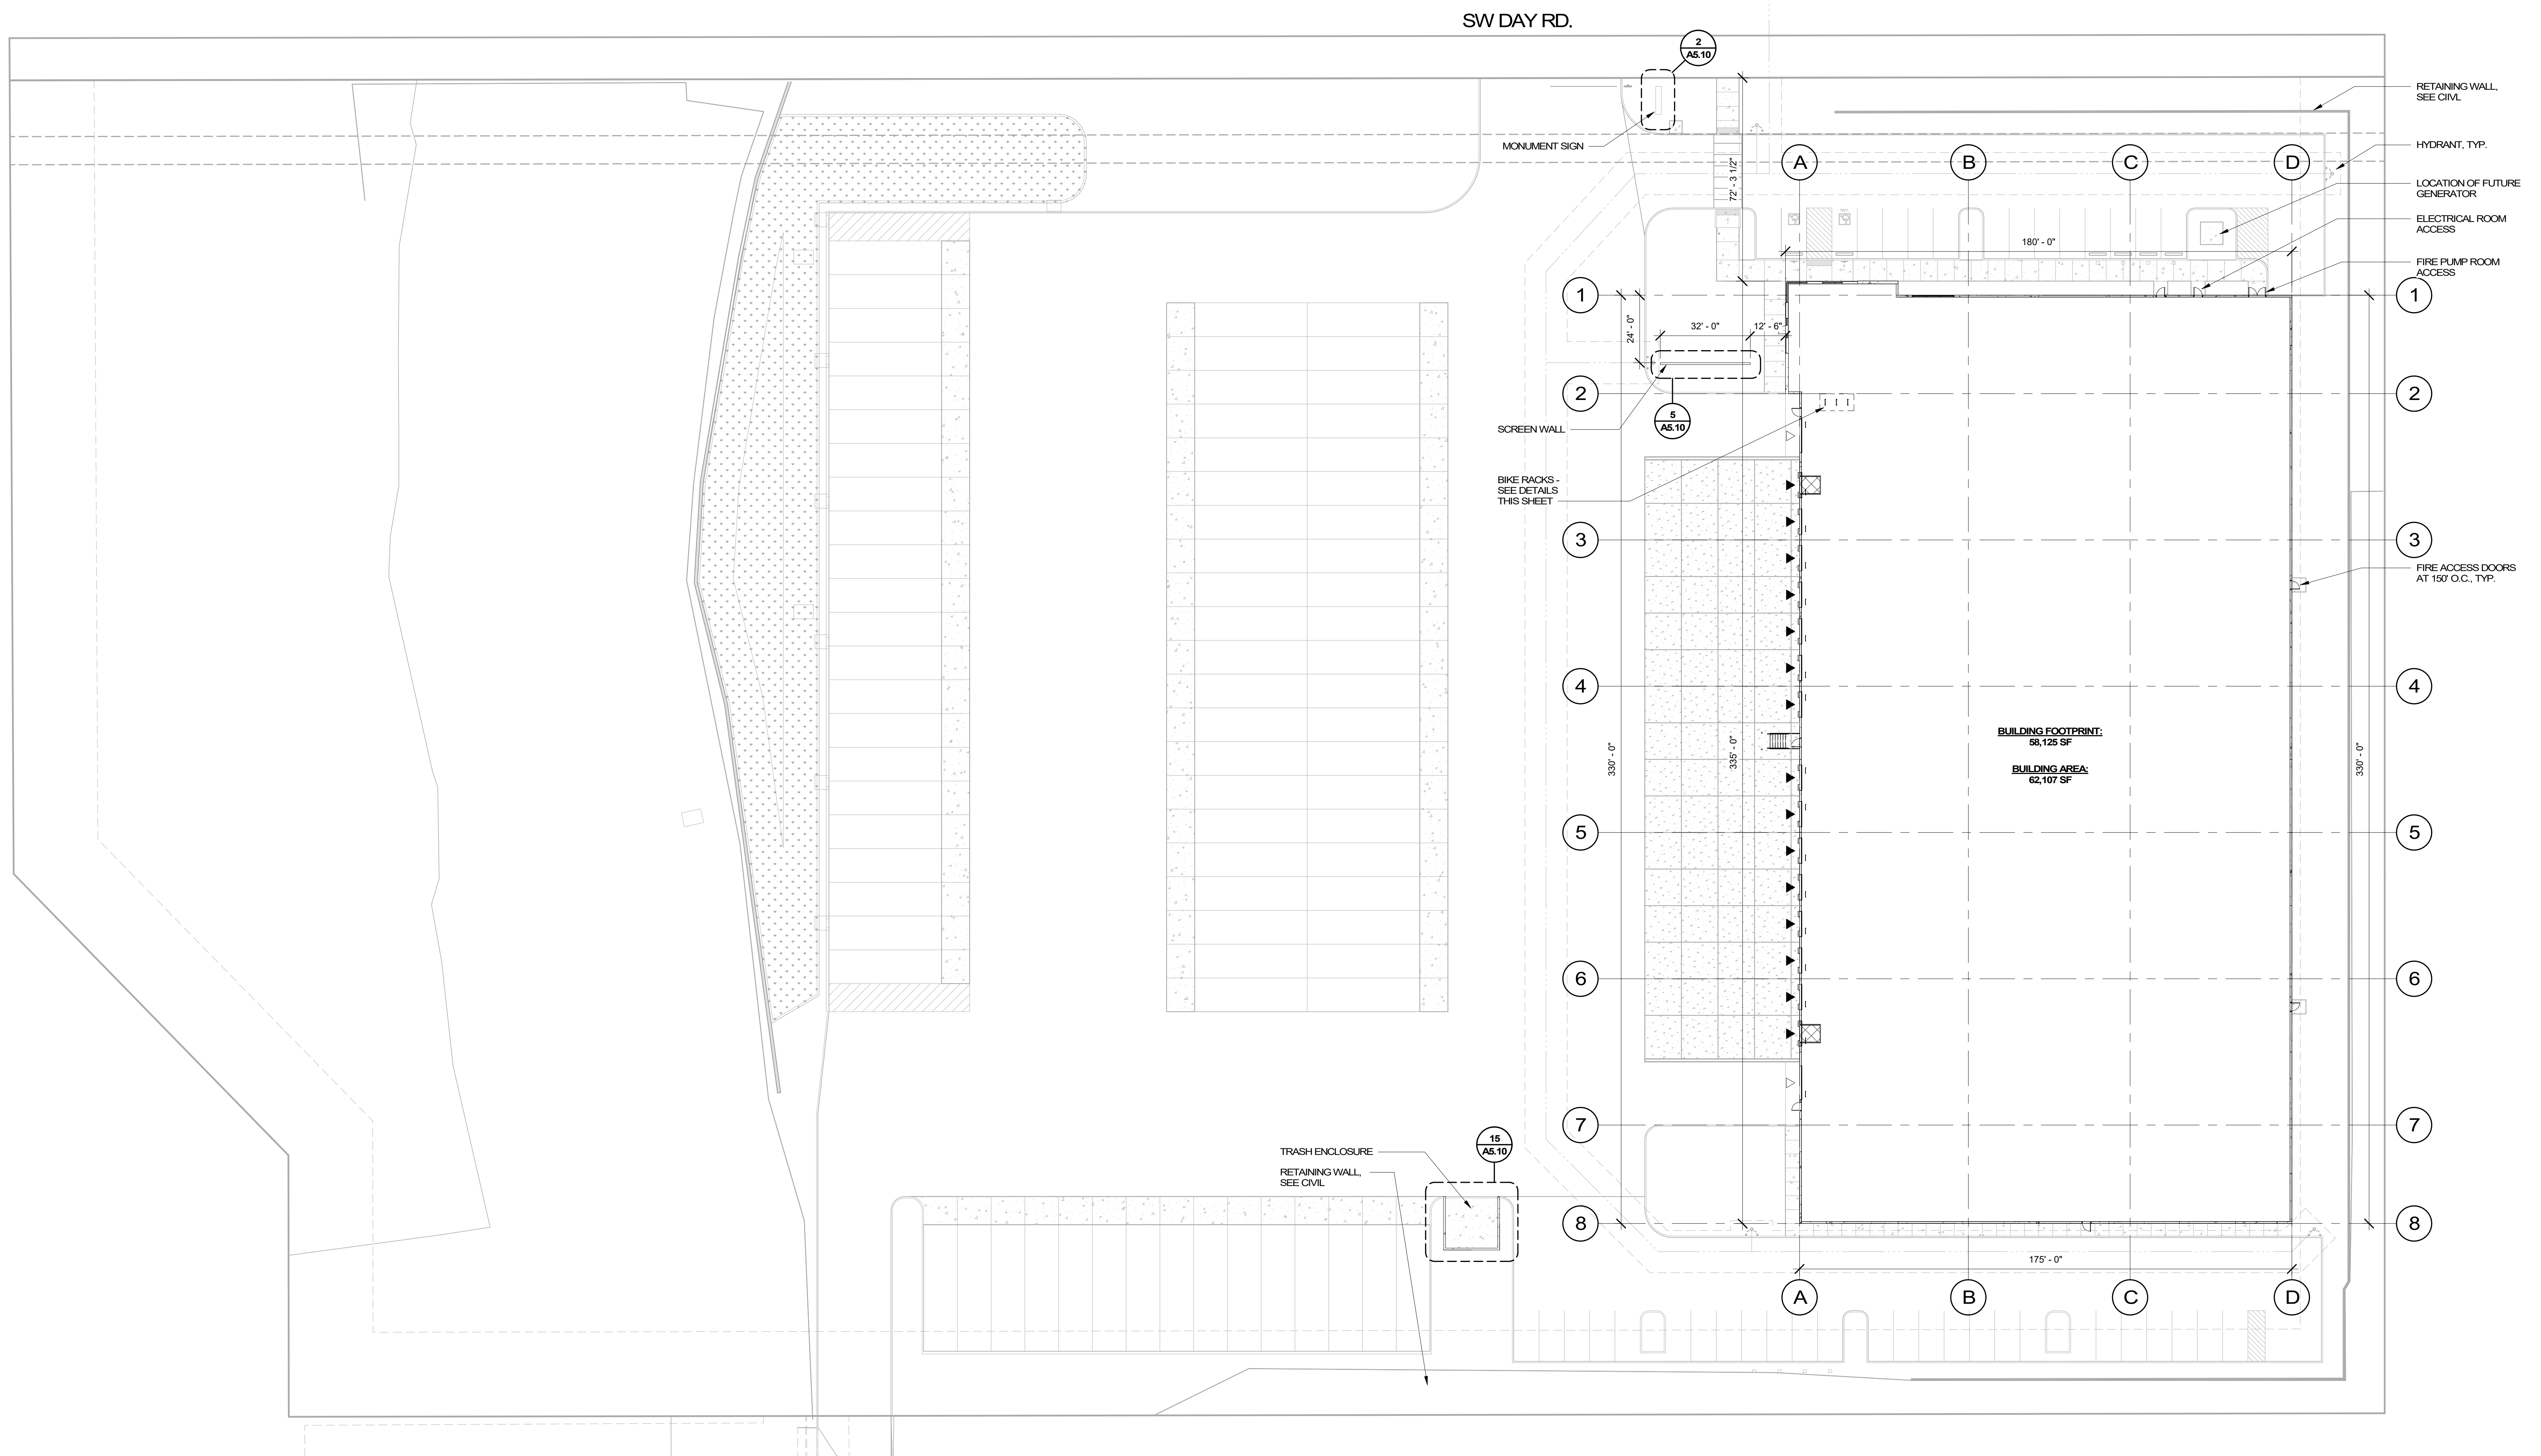 SW DAY RD.
2
A5.10
RETAINING WALL,
SEE CIIVL
MONUMENT SIGN
HYDRANT, TYP.
A
B
C
D
72' - 3 1/2"
LOCATION OF FUTURE
GENERATOR
ELECTRICAL ROOM
ACCESS
180' - 0"
FIRE PUMP ROOM
ACCESS
1
1
24' - 0"
32' - 0"
12' - 6"
2
2
5
A5.10
SCREEN WALL
BIKE RACKS -
SEE DETAILS
THIS SHEET
3
3
FIRE ACCESS DOORS
AT 150' O.C., TYP.
4
4
BUILDING FOOTPRINT:
58,125 SF
330' - 0"
335' - 0"
330' - 0"
BUILDING AREA:
62,107 SF
5
5
6
6
7
7
15
A5.10
TRASH ENCLOSURE
RETAINING WALL,
SEE CIVIL
8
8
175' - 0"
A
B
C
D